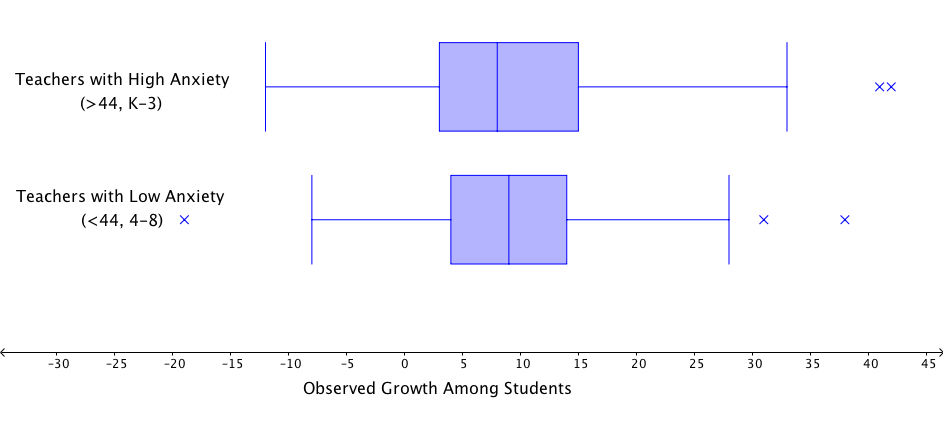 Teachers with High Anxiety
(>44, K-3)
Teachers with Low Anxiety
(<44, 4-8)
-30 -25 -20 -15 -10 -5 0 5 10 15 20 25 30 35 40 45
Observed Growth Among Students